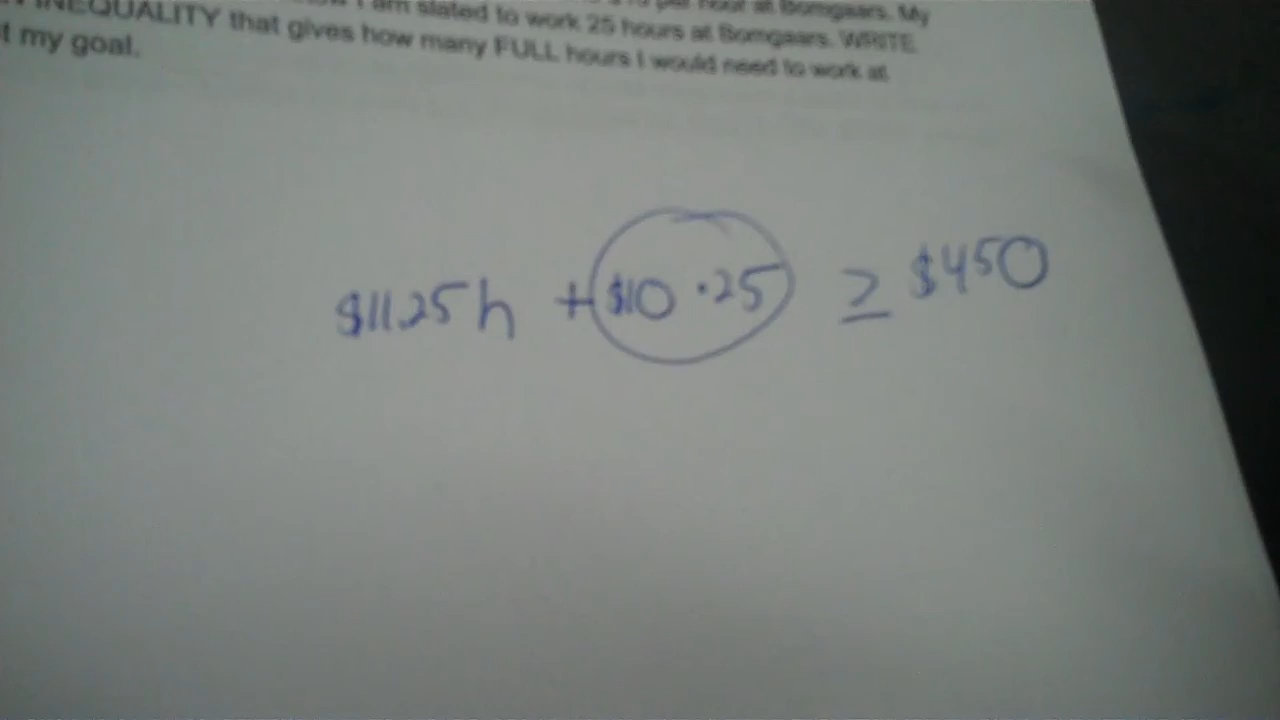 per hour at Bomgaars. My
I am slated to work 25 hours at Bomgaars. WRITE
INEQUALITY that gives how many FULL hours I would need to work at
my goal.
$11.25h + $10 · 25 ≥ $450